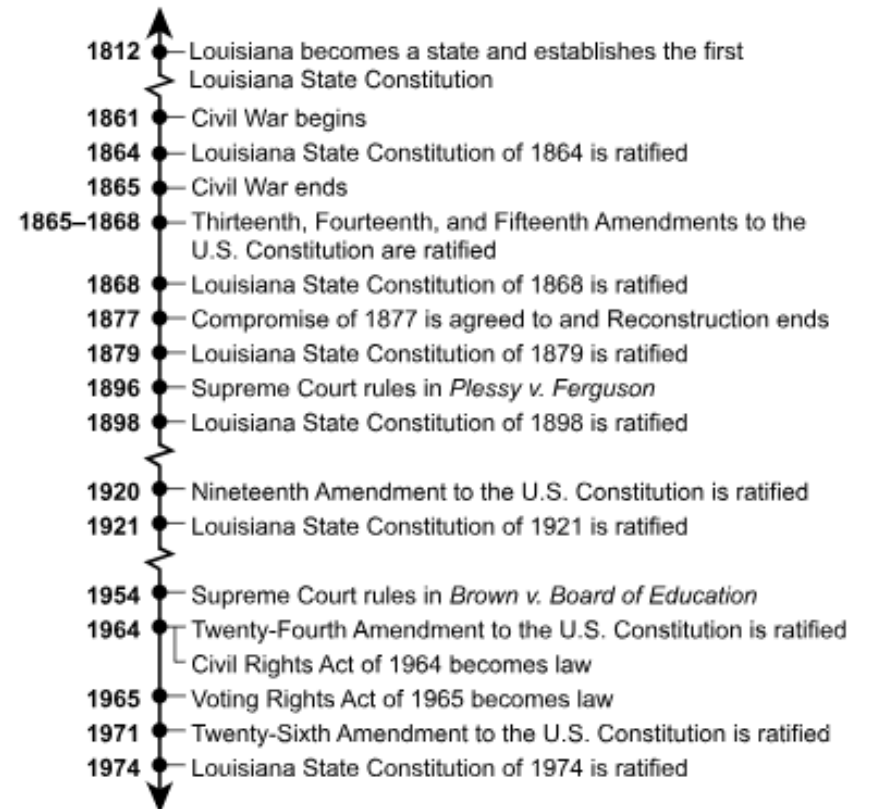 1812 Louisiana becomes a state and establishes the first
Louisiana State Constitution
1861 Civil War begins
1864 Louisiana State Constitution of 1864 is ratified
1865 Civil War ends
1865–1868 Thirteenth, Fourteenth, and Fifteenth Amendments to the
U.S. Constitution are ratified
1868 Louisiana State Constitution of 1868 is ratified
1877 Compromise of 1877 is agreed to and Reconstruction ends
1879 Louisiana State Constitution of 1879 is ratified
1896 Supreme Court rules in Plessy v. Ferguson
1898 Louisiana State Constitution of 1898 is ratified
1920 Nineteenth Amendment to the U.S. Constitution is ratified
1921 Louisiana State Constitution of 1921 is ratified
1954 Supreme Court rules in Brown v. Board of Education
1964 Twenty-Fourth Amendment to the U.S. Constitution is ratified
Civil Rights Act of 1964 becomes law
1965 Voting Rights Act of 1965 becomes law
1971 Twenty-Sixth Amendment to the U.S. Constitution is ratified
1974 Louisiana State Constitution of 1974 is ratified